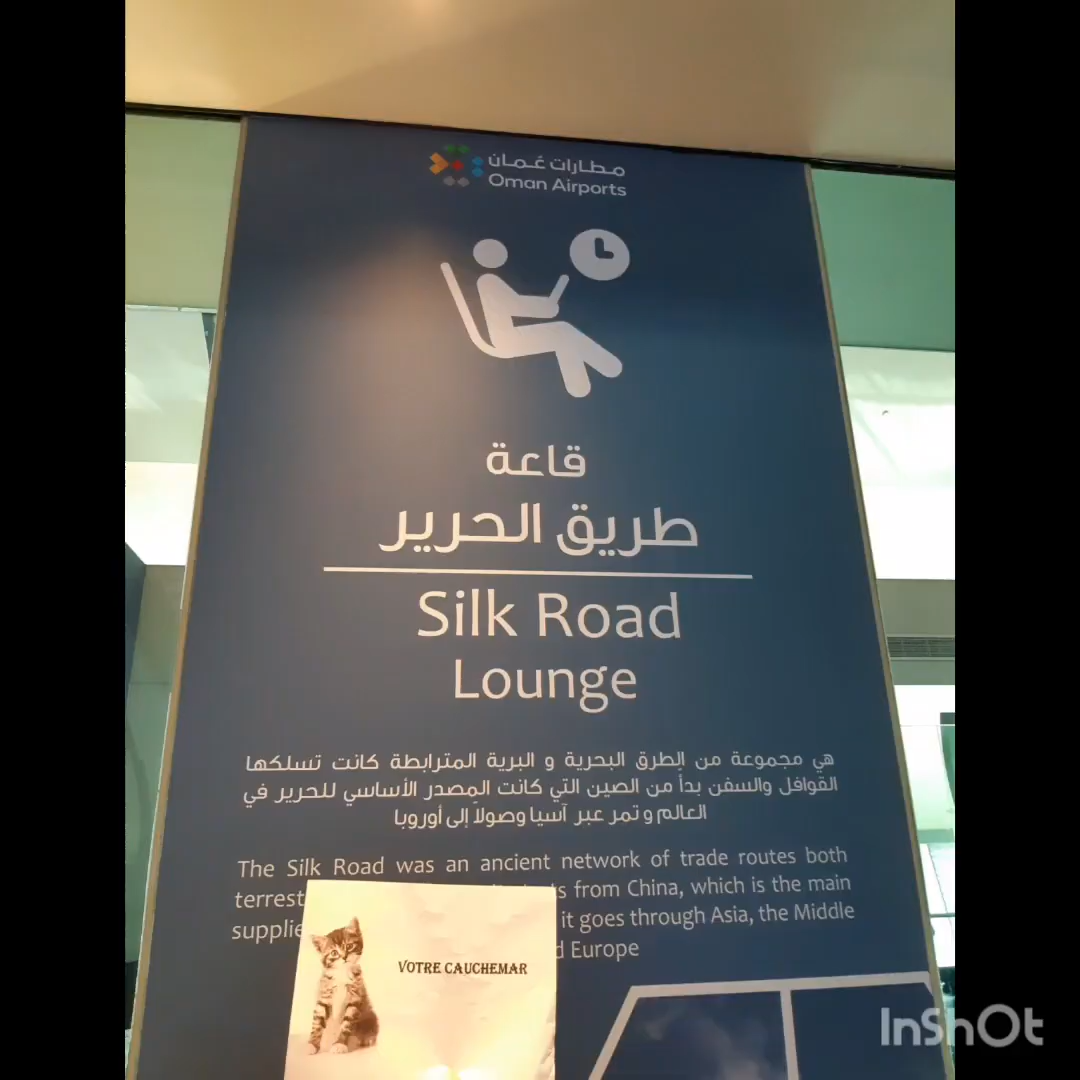 مطارات عُمان
Oman Airports
قاعة
طريق الحرير
Silk Road
Lounge
هي مجموعة من الطرق البحرية و البرية المترابطة كانت تسلكها
القوافل والسفن بدأً من الصين التي كانت المصدر الأساسي للحرير في
العالم و تمر عبر آسيا وصولاً إلى أوروبا
The Silk Road was an ancient network of trade routes both
from China, which is the main
it goes through Asia, the Middle
Europe
VOTRE CAUCHEMAR
InShOt